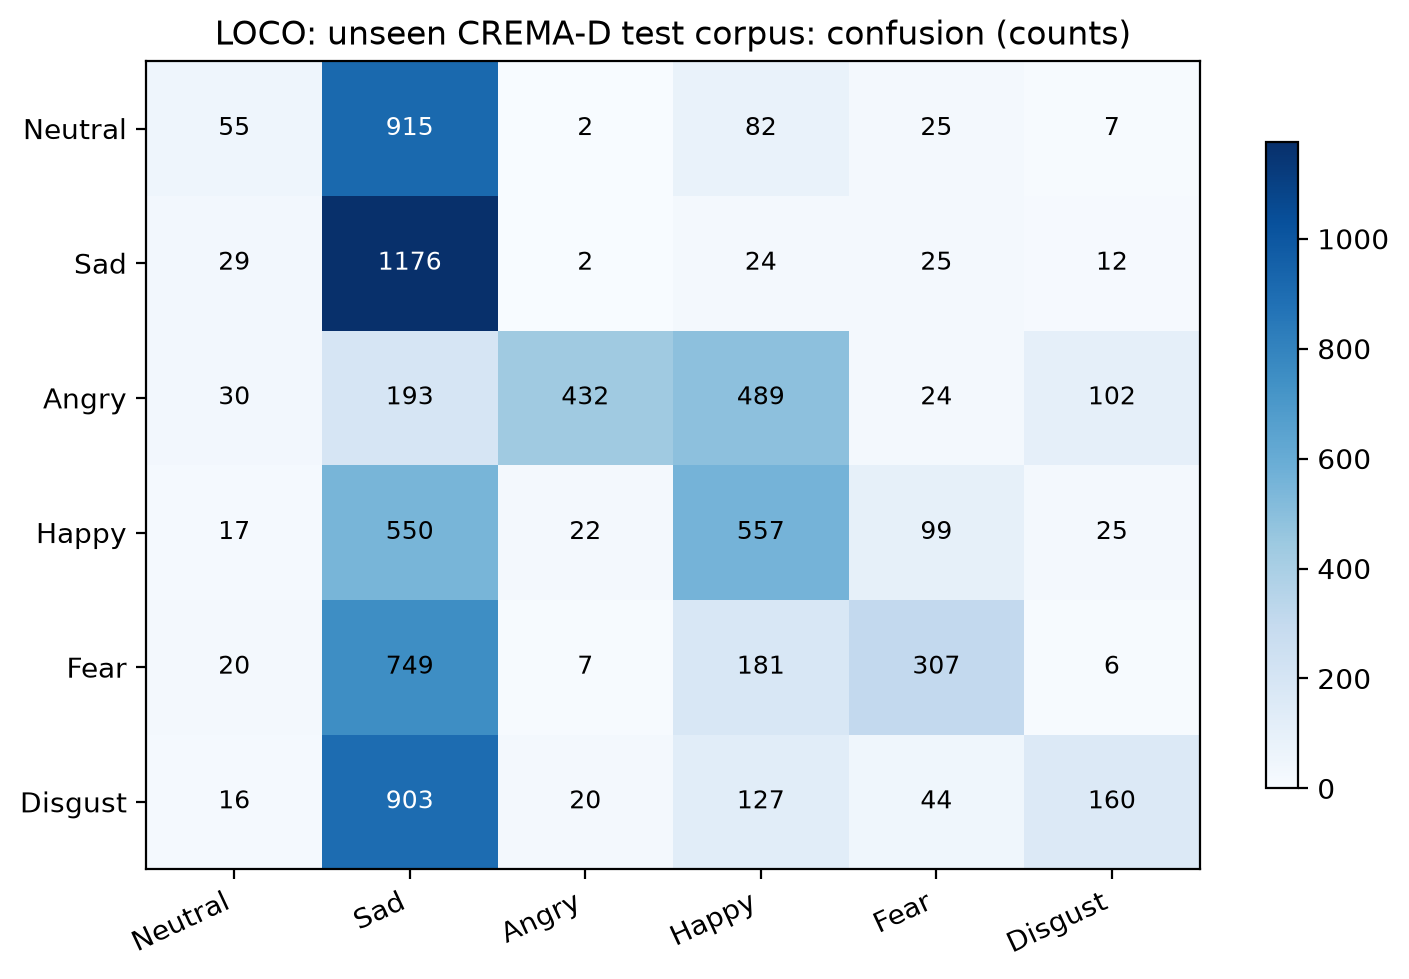 LOCO: unseen CREMA-D test corpus: confusion (counts)
Neutral 55 915 2 82 25 7
Sad 29 1176 2 24 25 12
Angry 30 193 432 489 24 102
Happy 17 550 22 557 99 25
Fear 20 749 7 181 307 6
Disgust 16 903 20 127 44 160
Neutral Sad Angry Happy Fear Disgust
1000
800
600
400
200
0